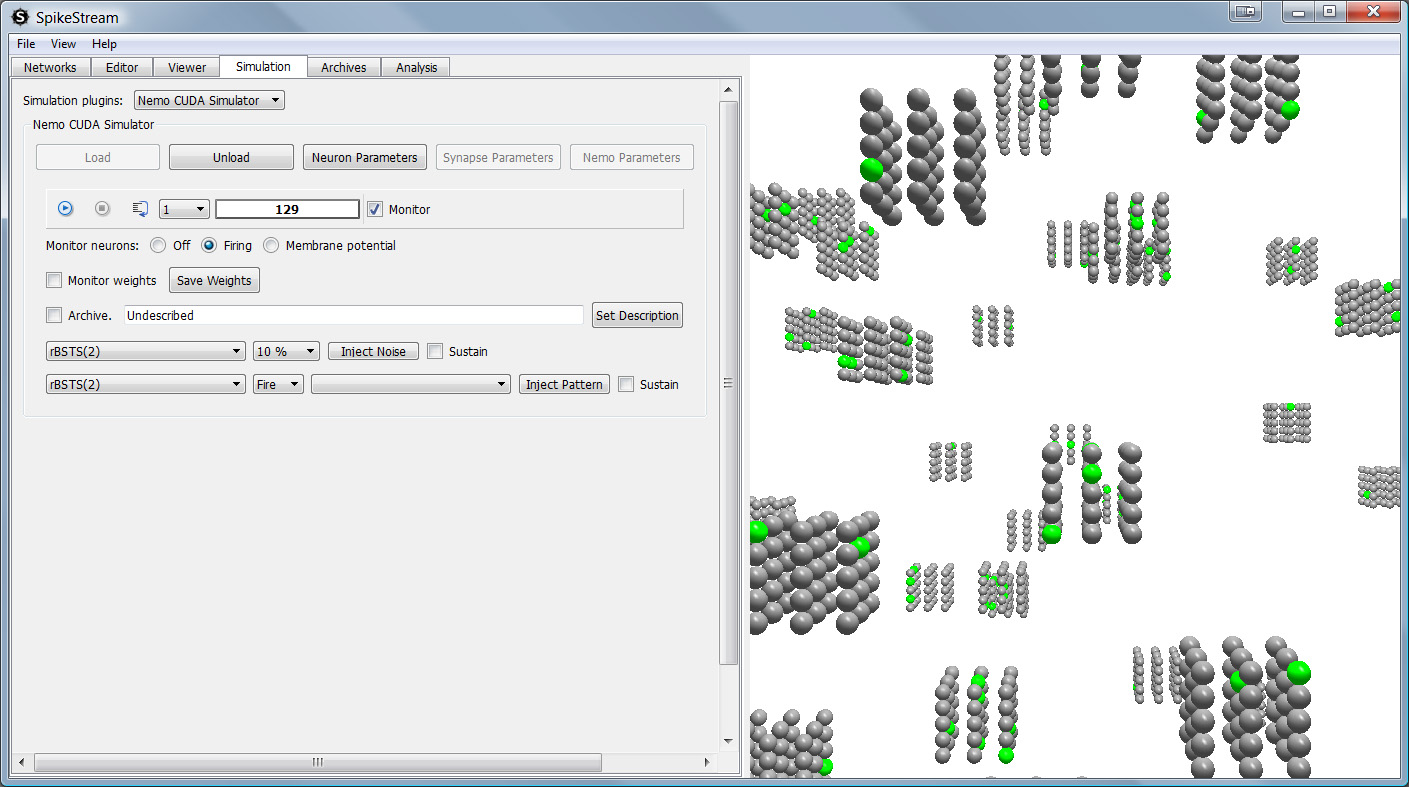 SpikeStream
File View Help
Networks Editor Viewer Simulation Archives Analysis
Simulation plugins: Nemo CUDA Simulator
Nemo CUDA Simulator
Load Unload Neuron Parameters Synapse Parameters Nemo Parameters
1 129 Monitor
Monitor neurons: Off Firing Membrane potential
Monitor weights Save Weights
Archive. Undescribed Set Description
rBSTS(2) 10 % Inject Noise Sustain
rBSTS(2) Fire Inject Pattern Sustain